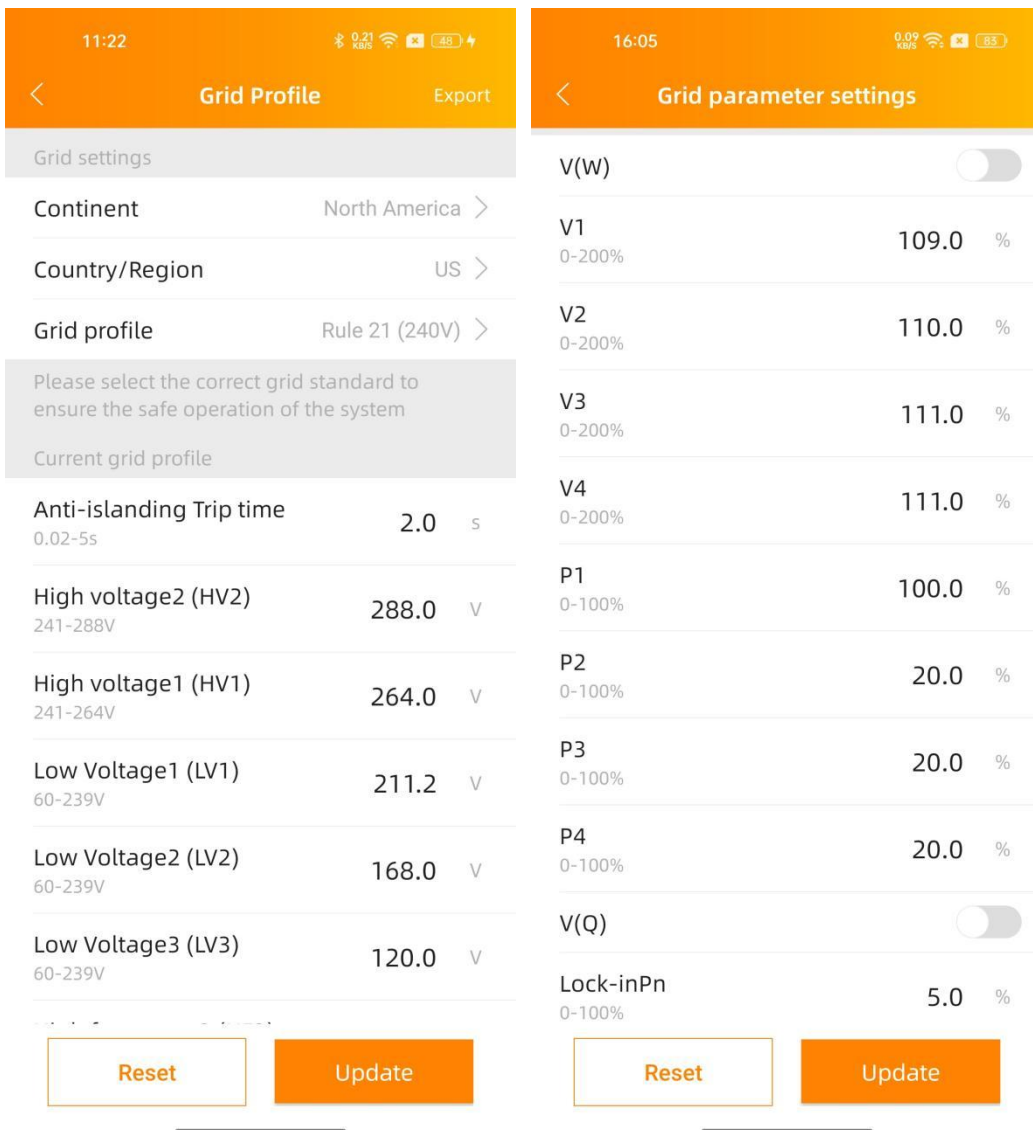 11:22
0.21 KB/S
48
Grid Profile
Export
Grid settings
Continent
North America
Country/Region
US
Grid profile
Rule 21 (240V)
Please select the correct grid standard to
ensure the safe operation of the system
Current grid profile
Anti-islanding Trip time
2.0 s
0.02-5s
High voltage2 (HV2)
288.0 V
241-288V
High voltage1 (HV1)
264.0 V
241-264V
Low Voltage1 (LV1)
211.2 V
60-239V
Low Voltage2 (LV2)
168.0 V
60-239V
Low Voltage3 (LV3)
120.0 V
60-239V
Reset
Update
16:05
0.09 KB/S
83
Grid parameter settings
V(W)
V1
109.0 %
0-200%
V2
110.0 %
0-200%
V3
111.0 %
0-200%
V4
111.0 %
0-200%
P1
100.0 %
0-100%
P2
20.0 %
0-100%
P3
20.0 %
0-100%
P4
20.0 %
0-100%
V(Q)
Lock-inPn
5.0 %
0-100%
Reset
Update